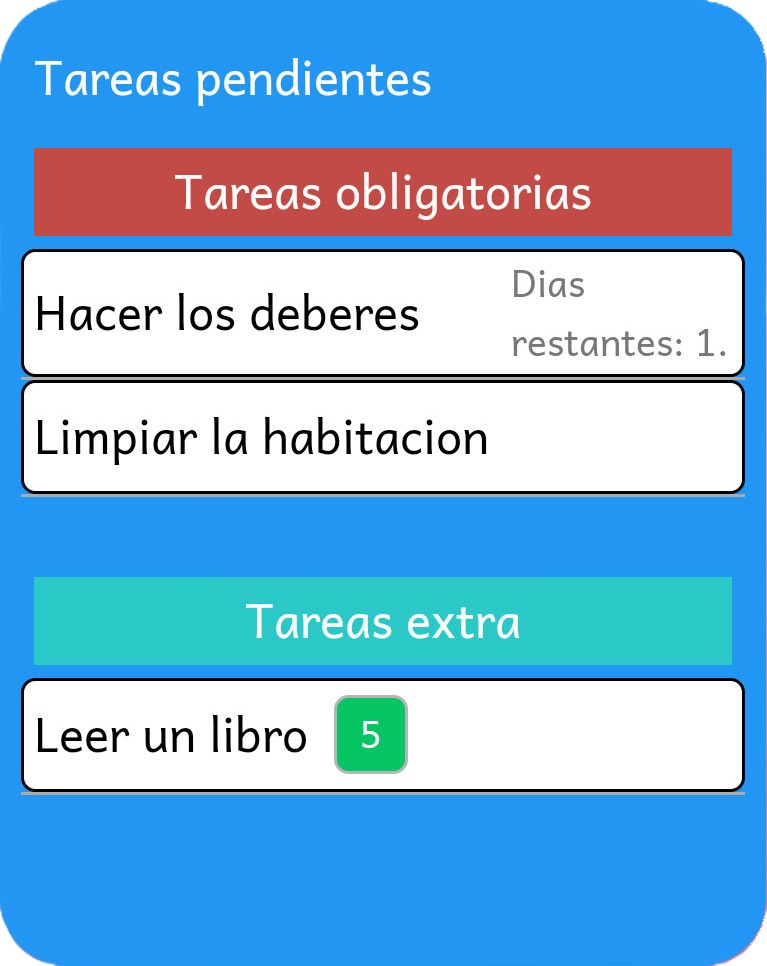 Tareas pendientes
Tareas obligatorias
Hacer los deberes
Dias
restantes: 1.
Limpiar la habitacion
Tareas extra
Leer un libro 5